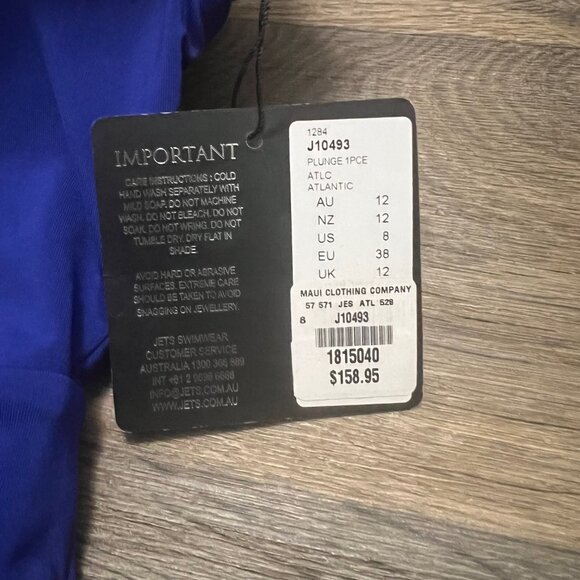 IMPORTANT
CARE INSTRUCTIONS: COLD
HAND WASH SEPARATELY WITH
MILD SOAP. DO NOT MACHINE
WASH. DO NOT BLEACH. DO NOT
SOAK. DO NOT WRING. DO NOT
TUMBLE DRY. DRY FLAT IN
SHADE.
AVOID HARD OR ABRASIVE
SURFACES. EXTREME CARE
SHOULD BE TAKEN TO AVOID
SNAGGING ON JEWELLERY.
JETS SWIMWEAR
CUSTOMER SERVICE
AUSTRALIA 1300 366 889
INT +61 2
INFO@JETS.COM.AU
WWW.JETS.COM.AU
1284
J10493
PLUNGE 1PCE
ATLC
ATLANTIC
AU 12
NZ 12
US 8
EU 38
UK 12
MAUI CLOTHING COMPANY
57 571 JES ATL 528
8 J10493
1815040
$158.95